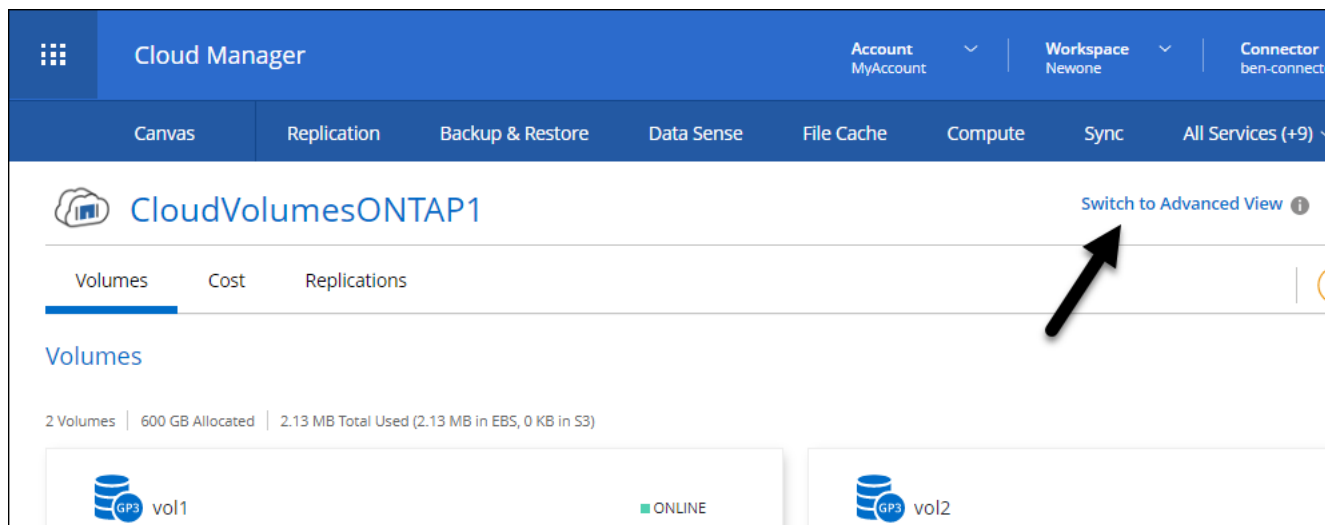 Cloud Manager
Account
MyAccount
Workspace
Newone
Connector
ben-connect
Canvas Replication Backup & Restore Data Sense File Cache Compute Sync All Services (+9)
CloudVolumesONTAP1
Switch to Advanced View
Volumes Cost Replications
Volumes
2 Volumes | 600 GB Allocated | 2.13 MB Total Used (2.13 MB in EBS, 0 KB in S3)
GP3 vol1 ONLINE GP3 vol2